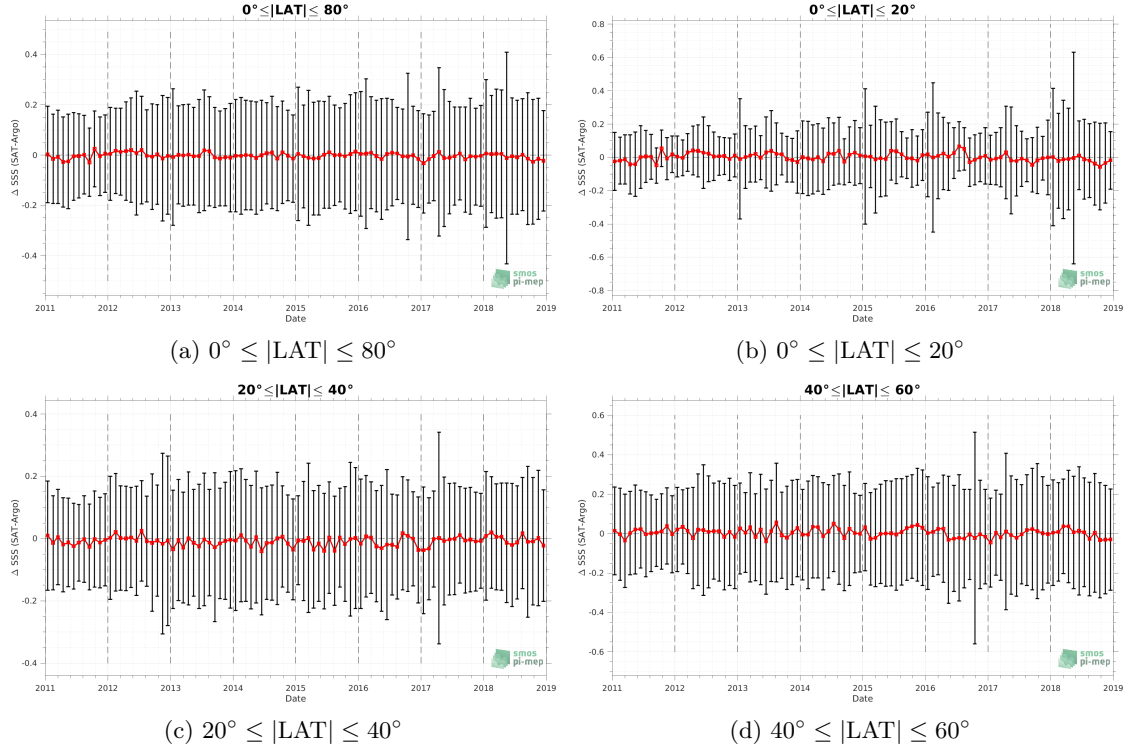 0°≤|LAT|≤ 80°
Δ SSS (SAT-Argo)
0.4
0.2
0
-0.2
-0.4
2011 2012 2013 2014 2015 2016 2017 2018 2019
Date
smos
pi-mep
(a) 0° ≤ |LAT| ≤ 80°
0°≤|LAT|≤ 20°
Δ SSS (SAT-Argo)
0.8
0.6
0.4
0.2
0
-0.2
-0.4
-0.6
-0.8
2011 2012 2013 2014 2015 2016 2017 2018 2019
Date
smos
pi-mep
(b) 0° ≤ |LAT| ≤ 20°
20°≤|LAT|≤ 40°
Δ SSS (SAT-Argo)
0.4
0.2
0
-0.2
-0.4
2011 2012 2013 2014 2015 2016 2017 2018 2019
Date
smos
pi-mep
(c) 20° ≤ |LAT| ≤ 40°
40°≤|LAT|≤ 60°
Δ SSS (SAT-Argo)
0.6
0.4
0.2
0
-0.2
-0.4
-0.6
2011 2012 2013 2014 2015 2016 2017 2018 2019
Date
smos
pi-mep
(d) 40° ≤ |LAT| ≤ 60°